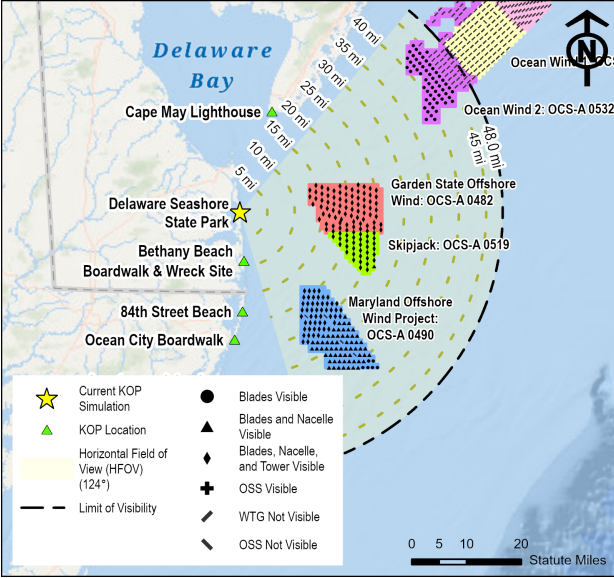 Delaware
Bay
40 mi
35 mi
30 mi
25 mi
20 mi
15 mi
10 mi
5 mi
N
Ocean Wind 1: OCS
Ocean Wind 2: OCS-A 0532
48.0 mi
45 mi
Cape May Lighthouse
Garden State Offshore
Wind: OCS-A 0482
Delaware Seashore
State Park
Skipjack: OCS-A 0519
Bethany Beach
Boardwalk & Wreck Site
Maryland Offshore
Wind Project:
OCS-A 0490
84th Street Beach
Ocean City Boardwalk
Current KOP
Simulation
KOP Location
Horizontal Field of
View (HFOV)
(124°)
Limit of Visibility
Blades Visible
Blades and Nacelle
Visible
Blades, Nacelle,
and Tower Visible
OSS Visible
WTG Not Visible
OSS Not Visible
0 5 10 20
Statute Miles